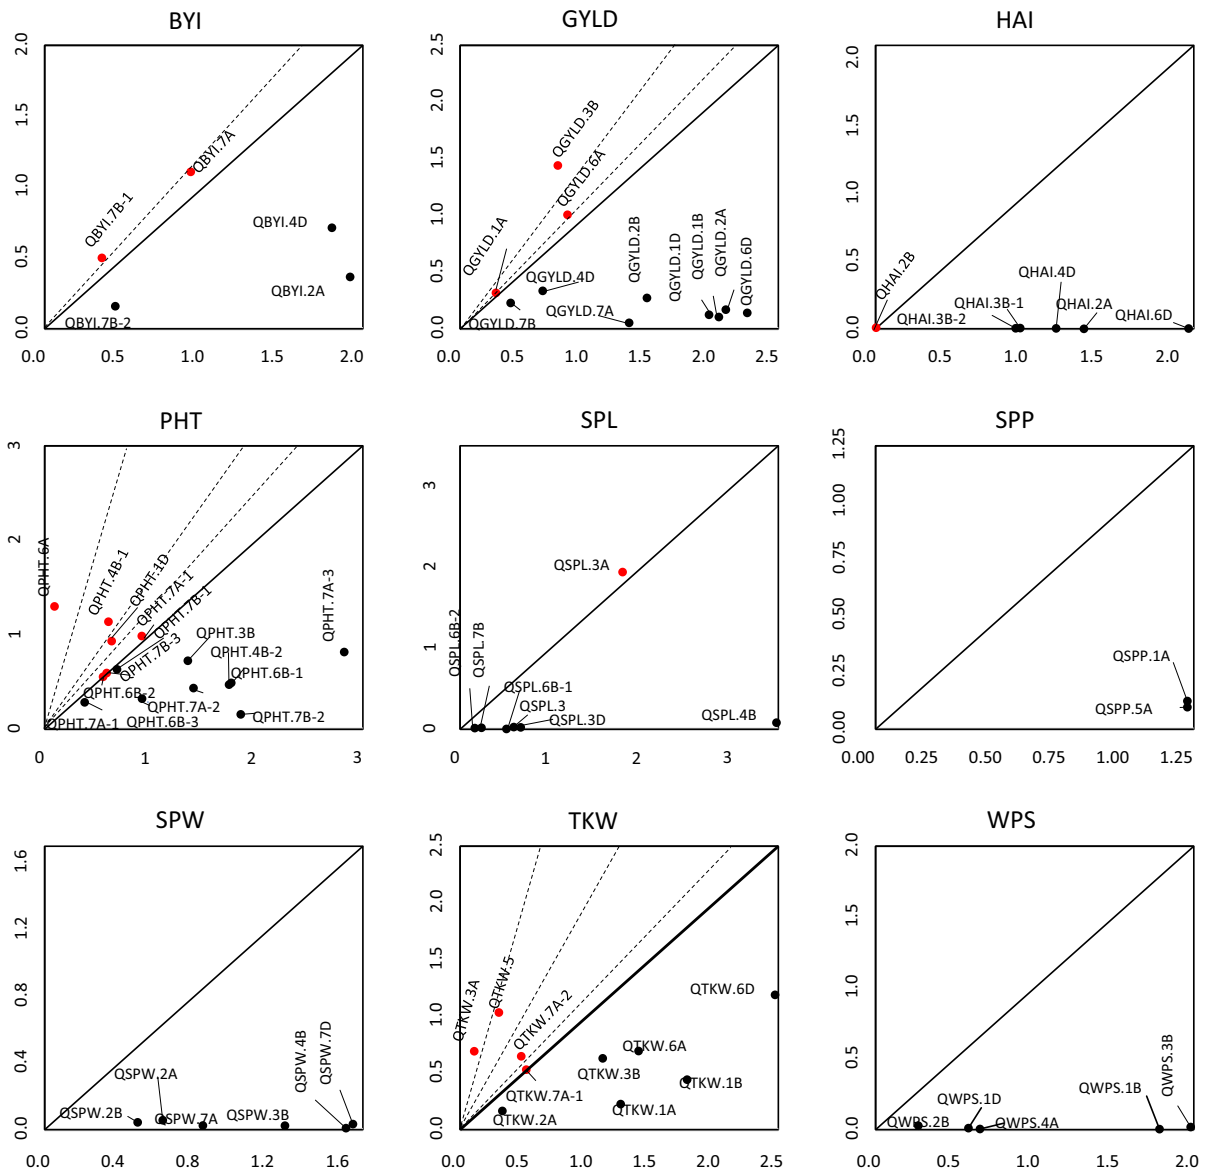 BYI
2.0
1.5
1.0
0.5
0.0
QBYI.7A
QBYI.7B-1
QBYI.4D
QBYI.2A
QBYI.7B-2
0.0 0.5 1.0 1.5 2.0
GYLD
2.5
2.0
1.5
1.0
0.5
0.0
QGYLD.3B
QGYLD.6A
QGYLD.1A
QGYLD.4D
QGYLD.7B
QGYLD.7A
QGYLD.2B
QGYLD.1D
QGYLD.1B
QGYLD.2A
QGYLD.6D
0.0 0.5 1.0 1.5 2.0 2.5
HAI
2.0
1.5
1.0
0.5
0.0
QHAI.2B
QHAI.3B-2
QHAI.3B-1
QHAI.4D
QHAI.2A
QHAI.6D
0.0 0.5 1.0 1.5 2.0
PHT
3
2
1
0
QPHT.6A
QPHT.4B-1
QPHT.1D
QPHT.7A-1
QPHT.7B-1
QPHT.7B-3
QPHT.3B
QPHT.4B-2
QPHT.6B-1
QPHT.7A-3
QPHT.6B-2
QPHT.7A-2
QPHT.7A-1
QPHT.6B-3
QPHT.7B-2
0 1 2 3
SPL
3
2
1
0
QSPL.3A
QSPL.6B-2
QSPL.7B
QSPL.6B-1
QSPL.3
QSPL.3D
QSPL.4B
0 1 2 3
SPP
1.25
1.00
0.75
0.50
0.25
0.00
QSPP.1A
QSPP.5A
0.00 0.25 0.50 0.75 1.00 1.25
SPW
1.6
1.2
0.8
0.4
0.0
QSPW.2A
QSPW.2B
QSPW.7A
QSPW.3B
QSPW.4B
QSPW.7D
0.0 0.4 0.8 1.2 1.6
TKW
2.5
2.0
1.5
1.0
0.5
0.0
QTKW.3A
QTKW.5
QTKW.7A-2
QTKW.6D
QTKW.6A
QTKW.3B
QTKW.1B
QTKW.7A-1
QTKW.1A
QTKW.2A
0.0 0.5 1.0 1.5 2.0 2.5
WPS
2.0
1.5
1.0
0.5
0.0
QWPS.2B
QWPS.1D
QWPS.4A
QWPS.1B
QWPS.3B
0.0 0.5 1.0 1.5 2.0